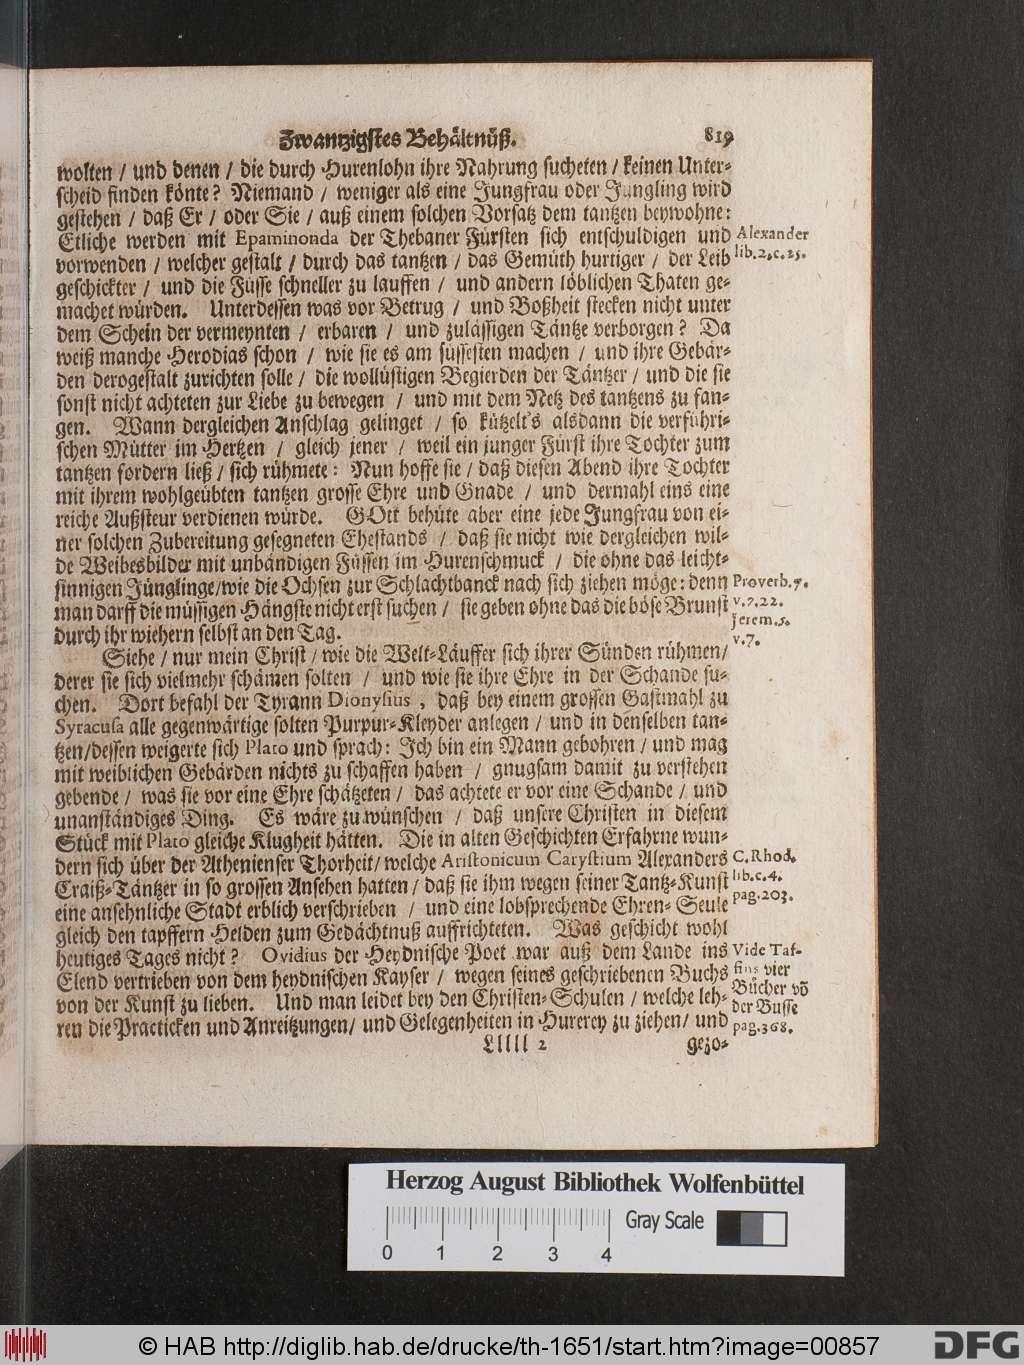 Zwantzigstes Behältnüß. 819
wolten / und denen / die durch Hurenlohn ihre Nahrung sucheten / keinen Unter-
scheid finden könte? Niemand / weniger als eine Jungfrau oder Jüngling wird
gestehen / daß Er / oder Sie / auß einem solchen Vorsatz dem tantzen beywohne:
Etliche werden mit Epaminonda der Thebaner Fürsten sich entschuldigen und
Alexander
vorwenden / welcher gestalt / durch das tantzen / das Gemüth hurtiger / der Leib
lib. 2, c. 25.
geschickter / und die Füsse schneller zu lauffen / und andern löblichen Thaten ge-
machet würden. Unterdessen was vor Betrug / und Boßheit stecken nicht unter
dem Schein der vermeynten / erbaren / und zulässigen Täntze verborgen? Da
weiß manche Herodias schon / wie sie es am süssesten machen / und ihre Gebär-
den derogestalt zurichten solle / die wollüstigen Begierden der Täntzer / und die sie
sonst nicht achteten zur Liebe zu bewegen / und mit dem Netz des tantzens zu fan-
gen. Wann dergleichen Anschlag gelinget / so kützelt's alsdann die verführi-
schen Mütter im Hertzen / gleich jener / weil ein junger Fürst ihre Tochter zum
tantzen fordern ließ / sich rühmete: Nun hoffe sie / daß diesen Abend ihre Tochter
mit ihrem wohlgeübten tantzen grosse Ehre und Gnade / und dermahl eins eine
reiche Außsteur verdienen würde. GOtt behüte aber eine jede Jungfrau von ei-
ner solchen Zubereitung gesegneten Ehestands / daß sie nicht wie dergleichen wil-
de Weibesbilder mit unbändigen Füssen im Hurenschmuck / die ohne das leicht-
sinnigen Jünglinge/wie die Ochsen zur Schlachtbanck nach sich ziehen möge: denn
Proverb. 7.
man darff die müssigen Hängste nicht erst suchen / sie geben ohne das die böse Brunst
v. 7. 22.
Jerem. 5.
durch ihr wiehern selbst an den Tag.
v. 7.
Siehe / nur mein Christ / wie die Welt-Läuffer sich ihrer Sünden rühmen/
derer sie sich vielmehr schämen solten / und wie sie ihre Ehre in der Schande su-
chen. Dort befahl der Tyrann Dionysius, daß bey einem grossen Gastmahl zu
Syracusa alle gegenwärtige solten Purpur-Kleyder anlegen / und in denselben tan-
tzen/dessen weigerte sich Plato und sprach: Ich bin ein Mann gebohren / und mag
mit weiblichen Gebärden nichts zu schaffen haben / gnugsam damit zu verstehen
gebende / was sie vor eine Ehre schätzeten / das achtete er vor eine Schande / und
unanständiges Ding. Es wäre zu wünschen / daß unsere Christen in diesem
Stück mit Plato gleiche Klugheit hätten. Die in alten Geschichten Erfahrne wun-
dern sich über der Athenienser Thorheit/ welche Aristonicum Carystium Alexanders
C. Rhod.
Craiß-Täntzer in so grossen Ansehen hatten / daß sie ihm wegen seiner Tantz-Kunst
lib. c. 4.
eine ansehnliche Stadt erblich verschrieben / und eine lobsprechende Ehren-Seule
pag. 203.
gleich den tapffern Helden zum Gedächtnuß auffrichteten. Was geschicht wohl
heutiges Tages nicht? Ovidius der Heydnische Poet war auß dem Lande ins
Vide Taf-
Elend vertrieben von dem heydnischen Kayser / wegen seines geschriebenen Buchs
fins vier
von der Kunst zu lieben. Und man leidet bey den Christen-Schulen / welche leh-
Bücher võ
der Busse
ren die Practicken und Anreitzungen/ und Gelegenheiten in Hurerey zu ziehen/ und
pag. 368.
Lllll 2 gezo-
Herzog August Bibliothek Wolfenbüttel
Gray Scale
0 1 2 3 4
© HAB http://diglib.hab.de/drucke/th-1651/start.htm?image=00857
DFG